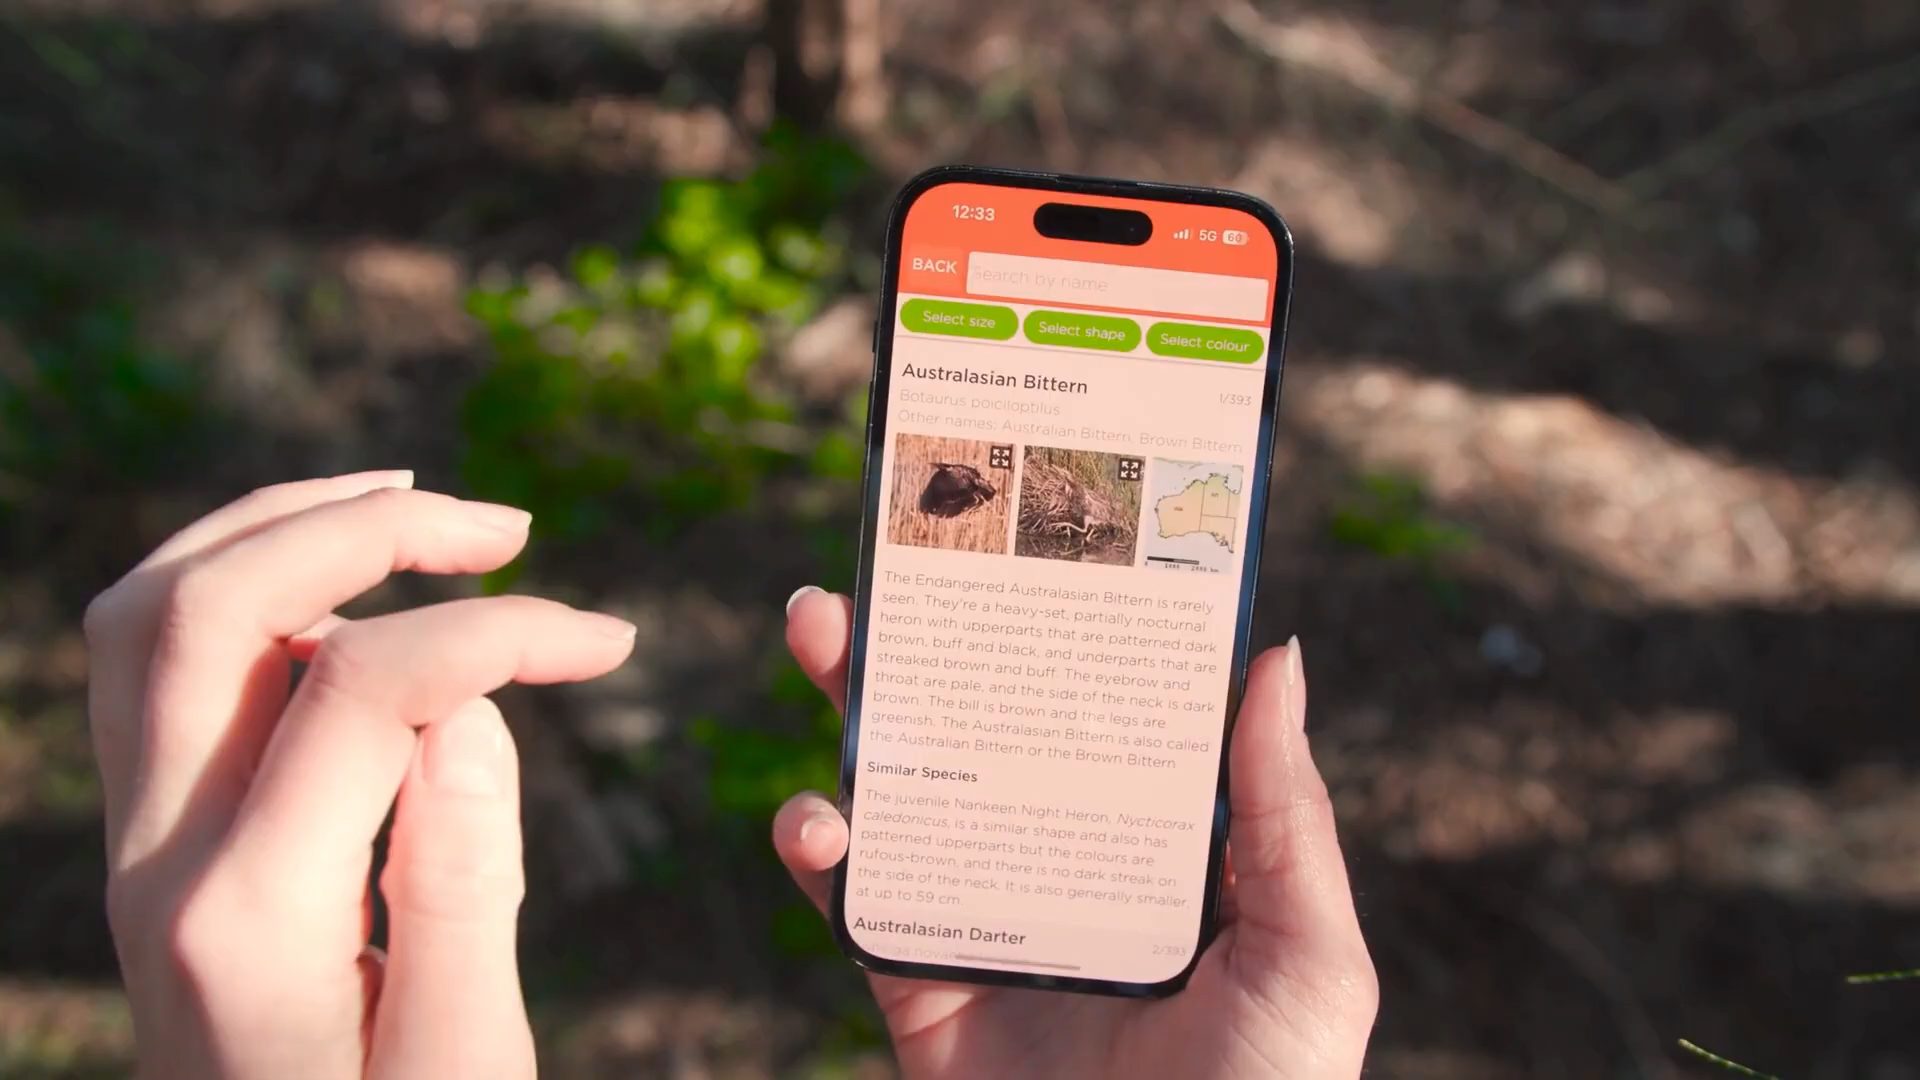 12:33
5G 60
BACK
Search by name
Select size
Select shape
Select colour
Australasian Bittern
1/393
Botaurus poiciloptilus
Other names; Australian Bittern, Brown Bittern
The Endangered Australasian Bittern is rarely
seen. They're a heavy-set, partially nocturnal
heron with upperparts that are patterned dark
brown, buff and black, and underparts that are
streaked brown and buff. The eyebrow and
throat are pale, and the side of the neck is dark
brown. The bill is brown and the legs are
greenish. The Australasian Bittern is also called
the Australian Bittern or the Brown Bittern
Similar Species
The juvenile Nankeen Night Heron, Nycticorax
caledonicus, is a similar shape and also has
patterned upperparts but the colours are
rufous-brown, and there is no dark streak on
the side of the neck. It is also generally smaller,
at up to 59 cm.
Australasian Darter
2/393